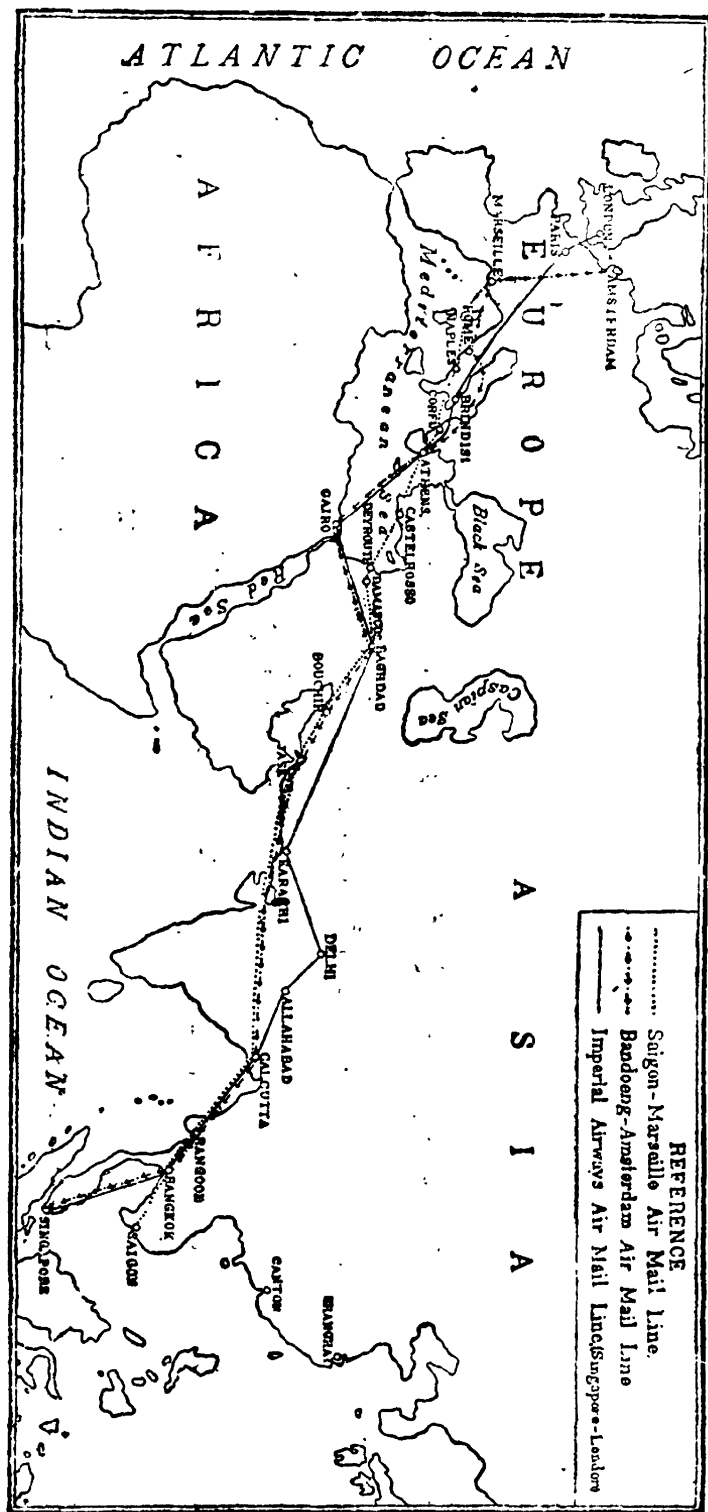 REFERENCE
Saigon-Marseille Air Mail Line.
Bandoeng-Amsterdam Air Mail Line
Imperial Airways Air Mail Line(Singapore-London)
ATLANTIC OCEAN
EUROPE
ASIA
AFRICA
INDIAN OCEAN
Mediterranean Sea
Black Sea
Caspian Sea
Red Sea
LONDON
AMSTERDAM
PARIS
MARSEILLE
ROME
NAPLES
BRINDISI
CORFU
ATHENS
CASTELROSSO
BEYROUTH
DAMASCUS
CAIRO
BAGHDAD
BOUCHIR
KARACHI
DELHI
ALLAHABAD
CALCUTTA
RANGOON
BANGKOK
SAIGON
SINGAPORE
CANTON
SHANGHAI